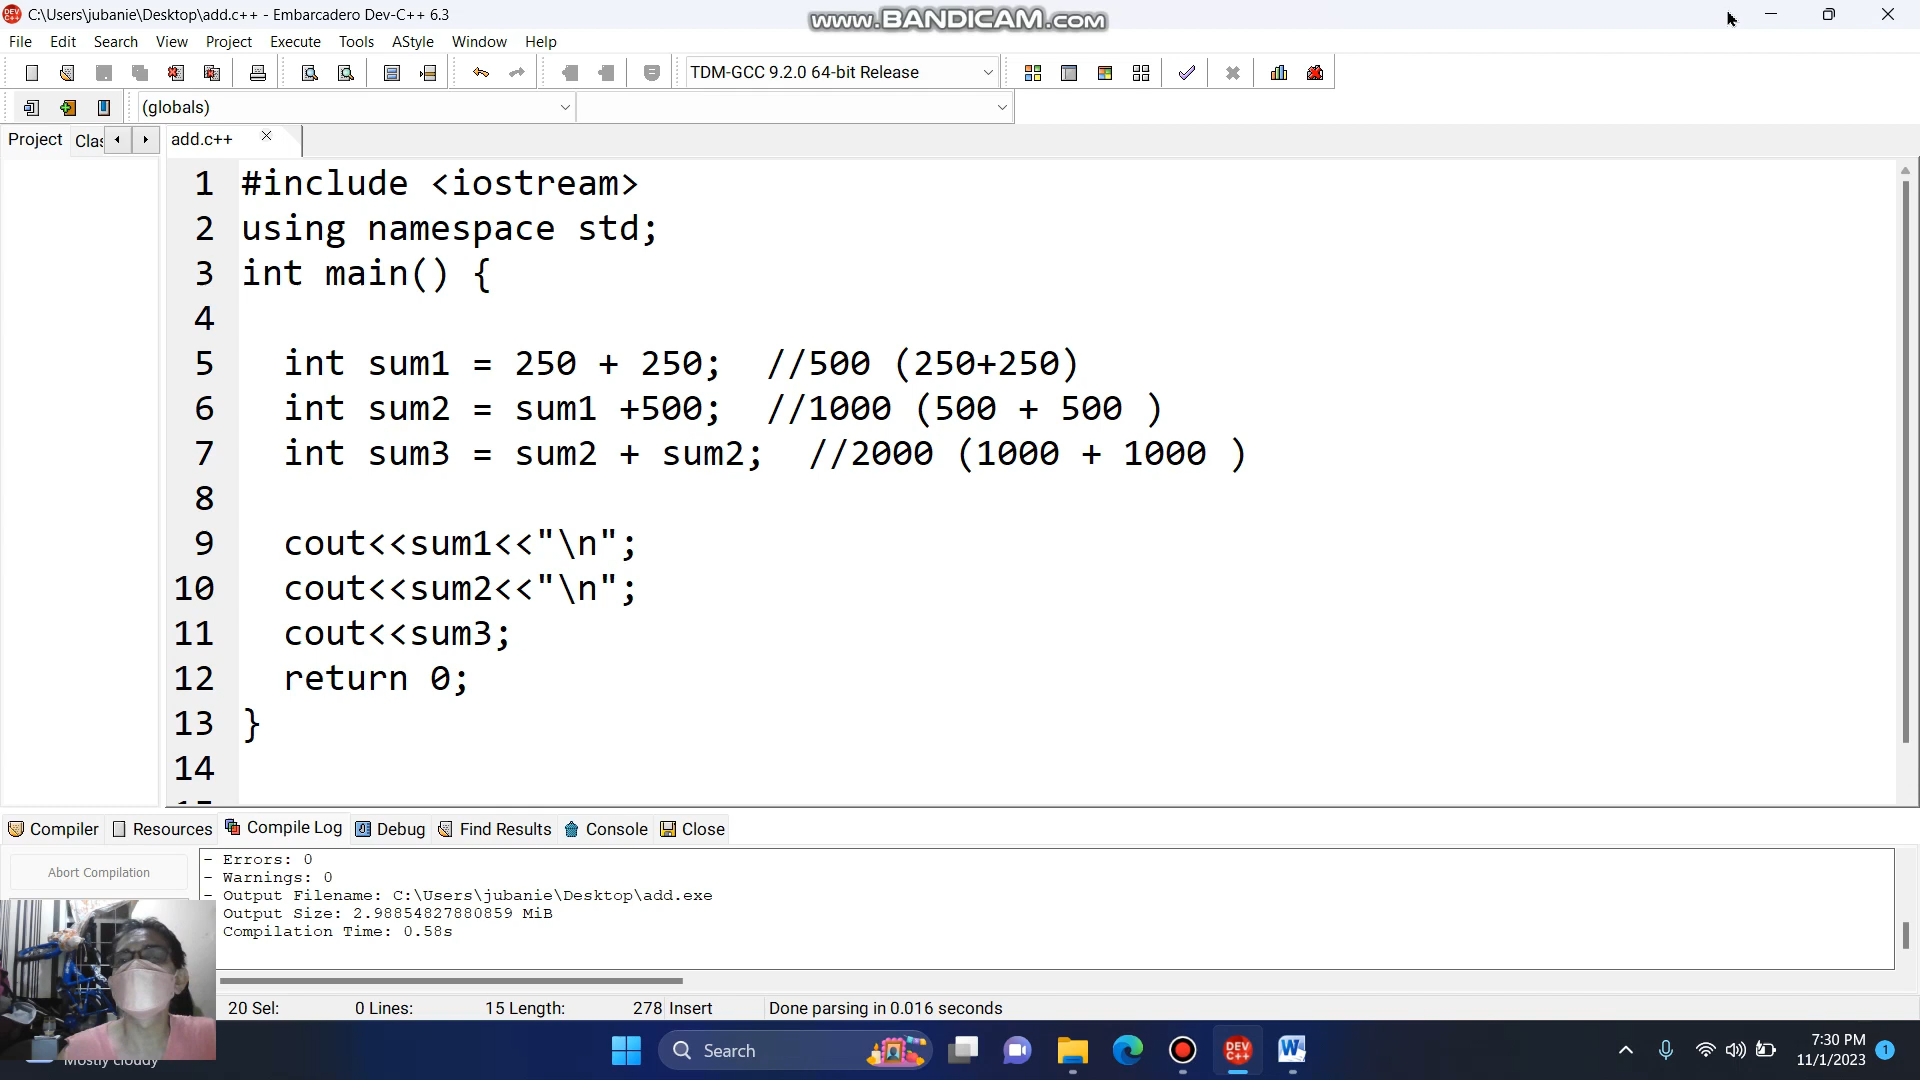 C:\Users\jubanie\Desktop\add.c++ - Embarcadero Dev-C++ 6.3
www.BANDICAM.com
File Edit Search View Project Execute Tools AStyle Window Help
TDM-GCC 9.2.0 64-bit Release
(globals)
Project Clas add.c++
1 #include <iostream>
2 using namespace std;
3 int main() {
4
5 int sum1 = 250 + 250; //500 (250+250)
6 int sum2 = sum1 +500; //1000 (500 + 500 )
7 int sum3 = sum2 + sum2; //2000 (1000 + 1000 )
8
9 cout<<sum1<<"\n";
10 cout<<sum2<<"\n";
11 cout<<sum3;
12 return 0;
13 }
14
Compiler Resources Compile Log Debug Find Results Console Close
Abort Compilation
- Errors: 0
- Warnings: 0
- Output Filename: C:\Users\jubanie\Desktop\add.exe
Output Size: 2.98854827880859 MiB
Compilation Time: 0.58s
20 Sel: 0 Lines: 15 Length: 278 Insert Done parsing in 0.016 seconds
Mostly cloudy
Search
DEV C++
W
7:30 PM
11/1/2023
1